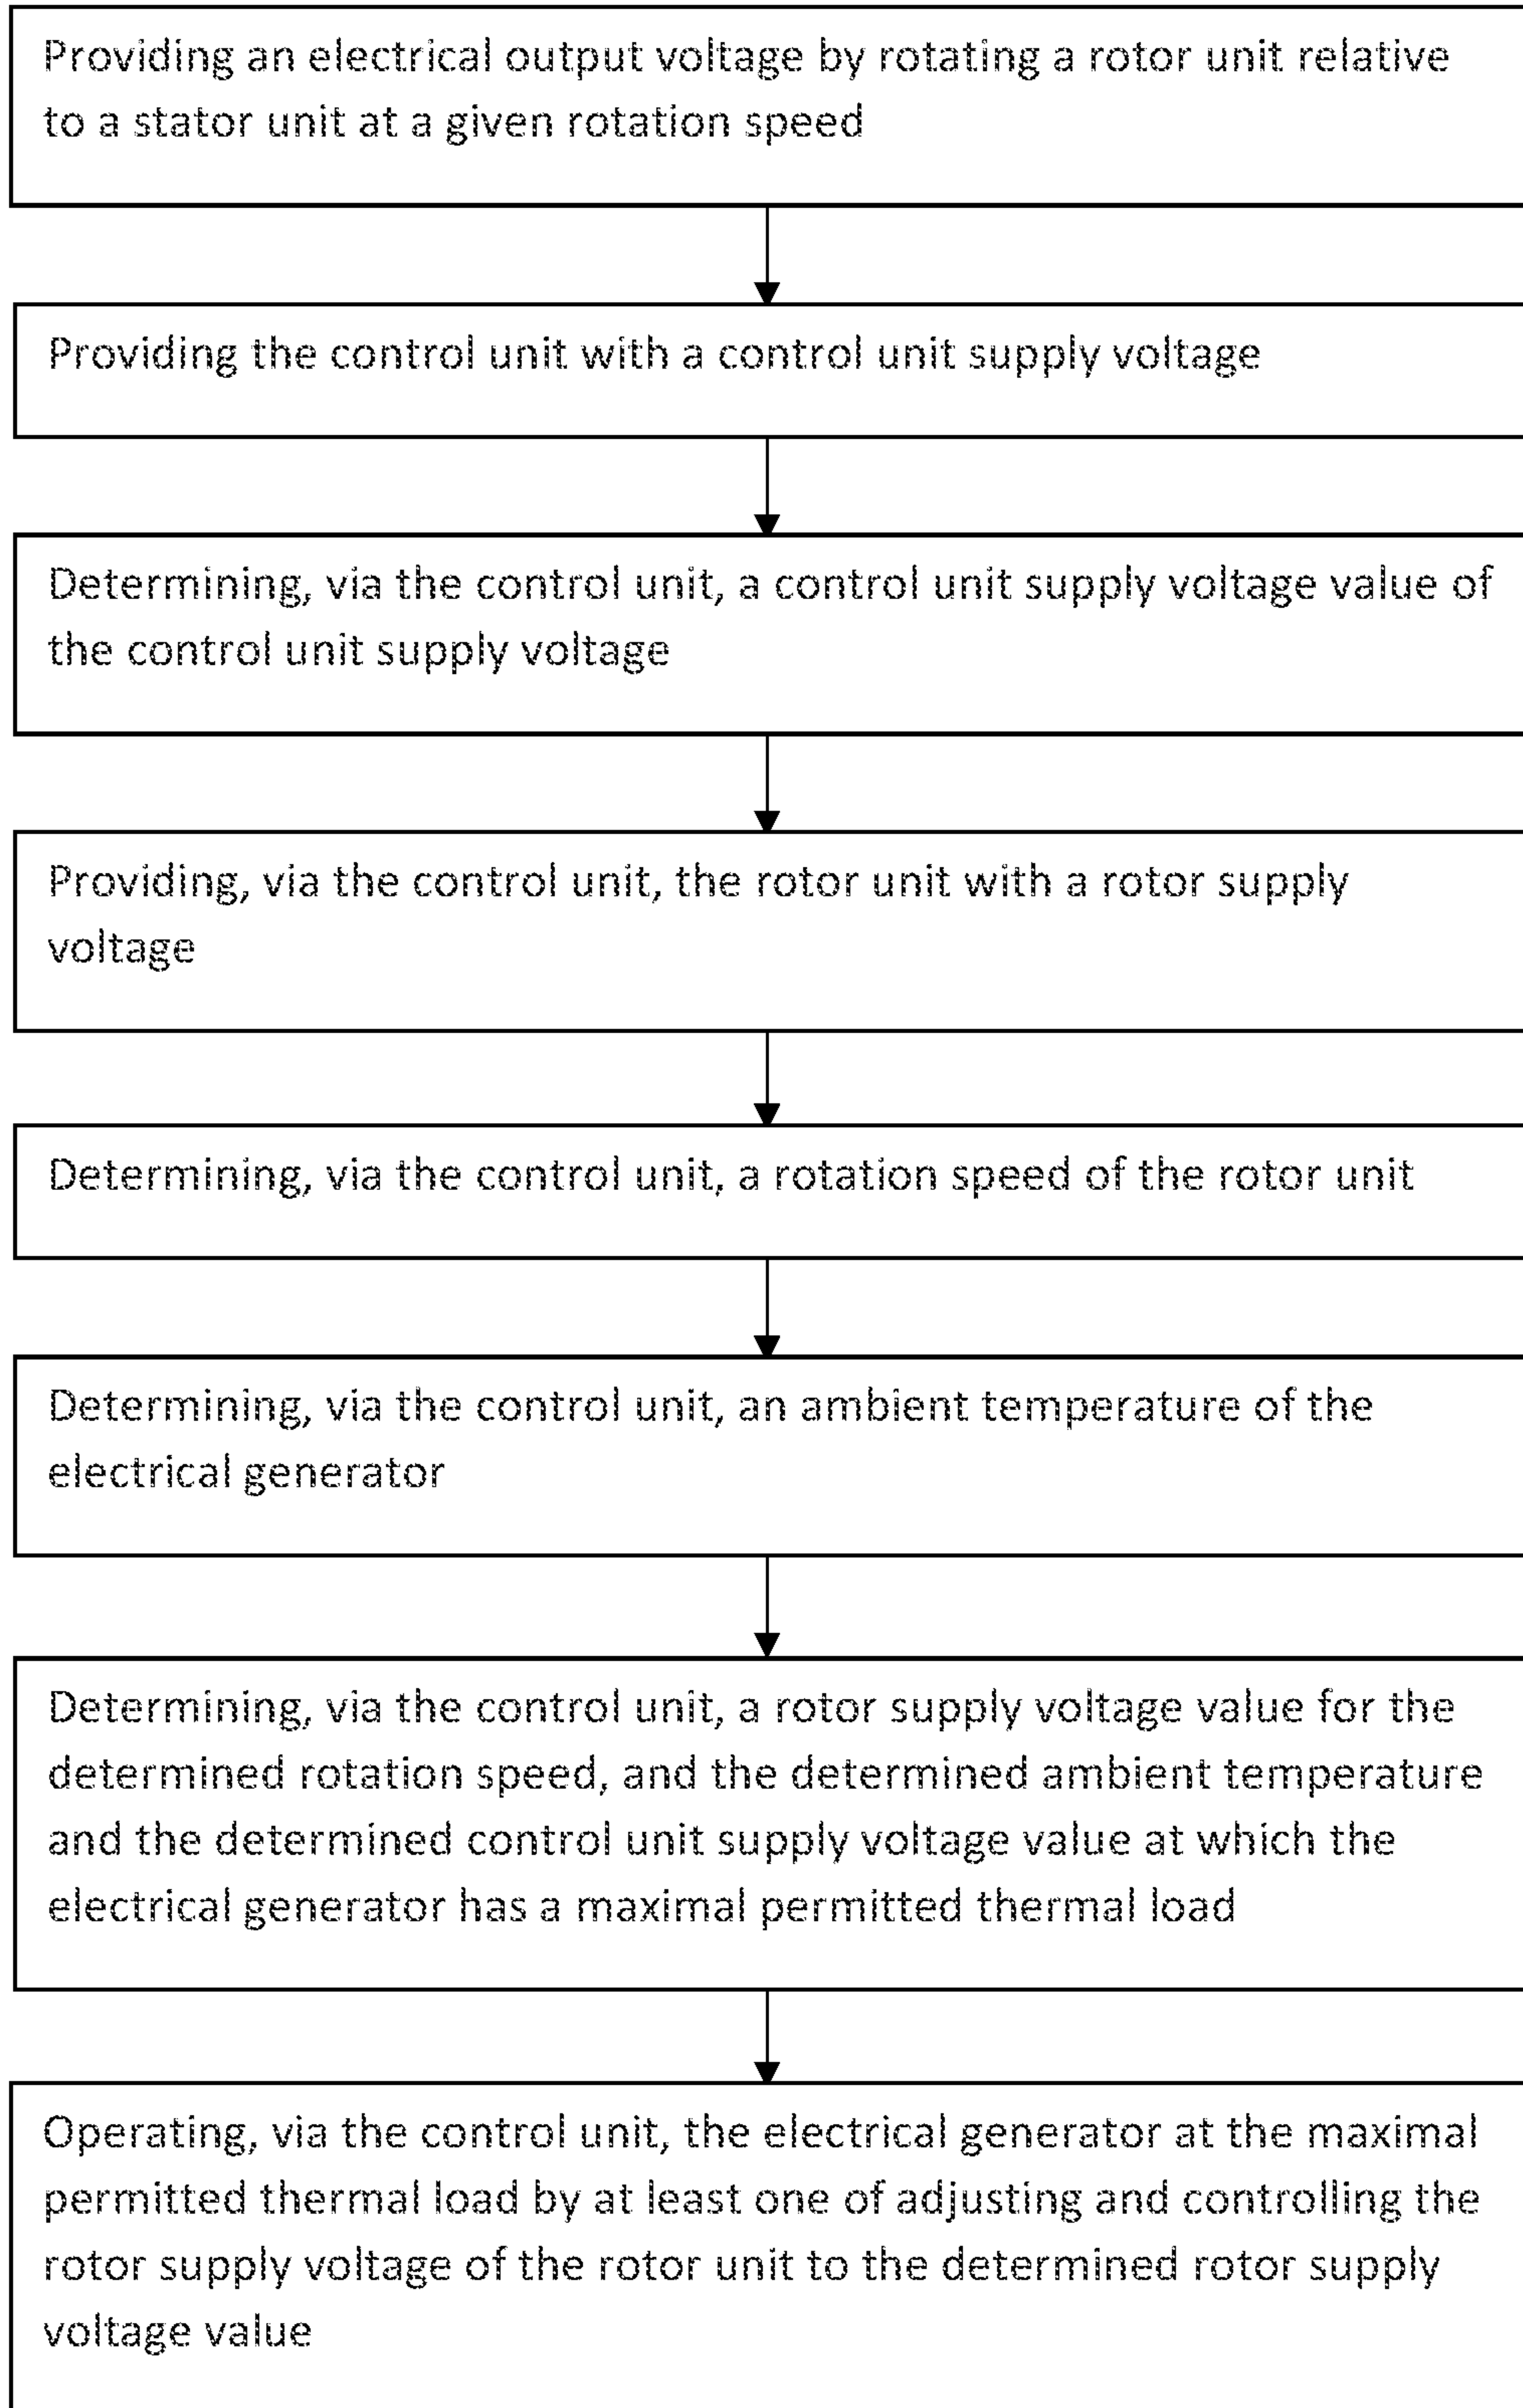 Providing an electrical output voltage by rotating a rotor unit relative
to a stator unit at a given rotation speed
Providing the control unit with a control unit supply voltage
Determining, via the control unit, a control unit supply voltage value of
the control unit supply voltage
Providing, via the control unit, the rotor unit with a rotor supply
voltage
Determining, via the control unit, a rotation speed of the rotor unit
Determining, via the control unit, an ambient temperature of the
electrical generator
Determining, via the control unit, a rotor supply voltage value for the
determined rotation speed, and the determined ambient temperature
and the determined control unit supply voltage value at which the
electrical generator has a maximal permitted thermal load
Operating, via the control unit, the electrical generator at the maximal
permitted thermal load by at least one of adjusting and controlling the
rotor supply voltage of the rotor unit to the determined rotor supply
voltage value